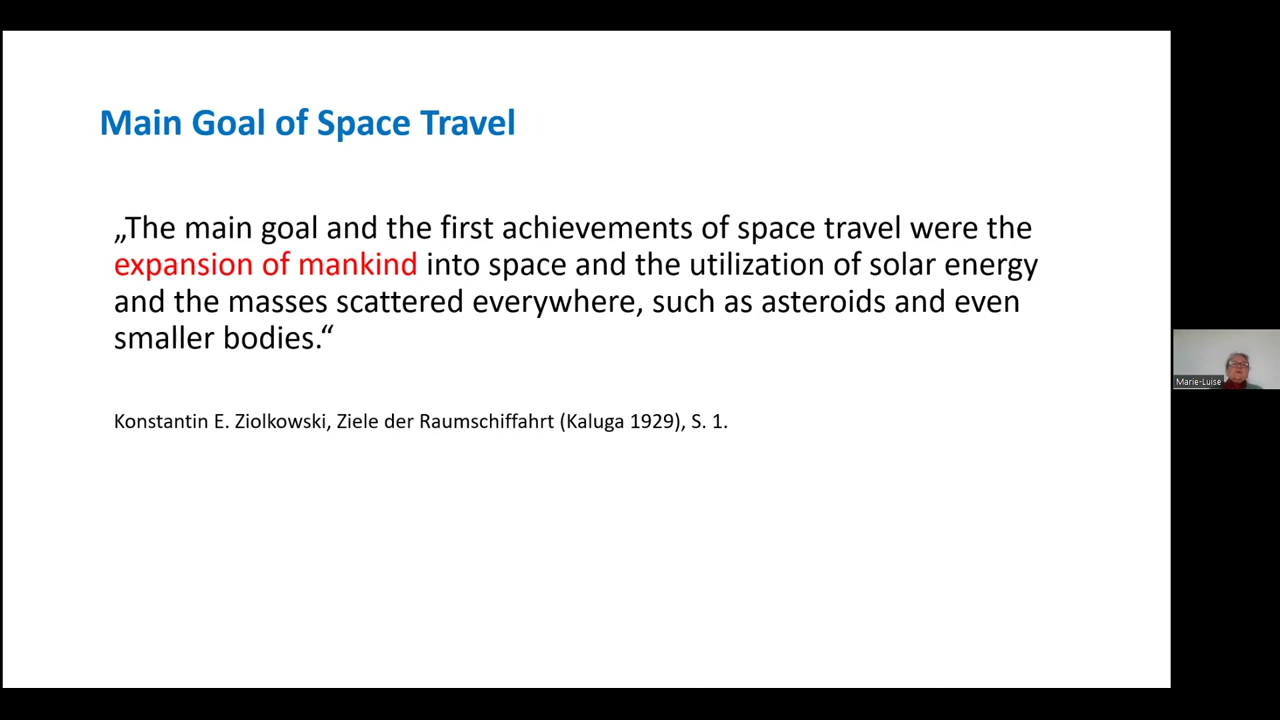 Main Goal of Space Travel
„The main goal and the first achievements of space travel were the
expansion of mankind into space and the utilization of solar energy
and the masses scattered everywhere, such as asteroids and even
smaller bodies.“
Konstantin E. Ziolkowski, Ziele der Raumschiffahrt (Kaluga 1929), S. 1.
Marie-Luise